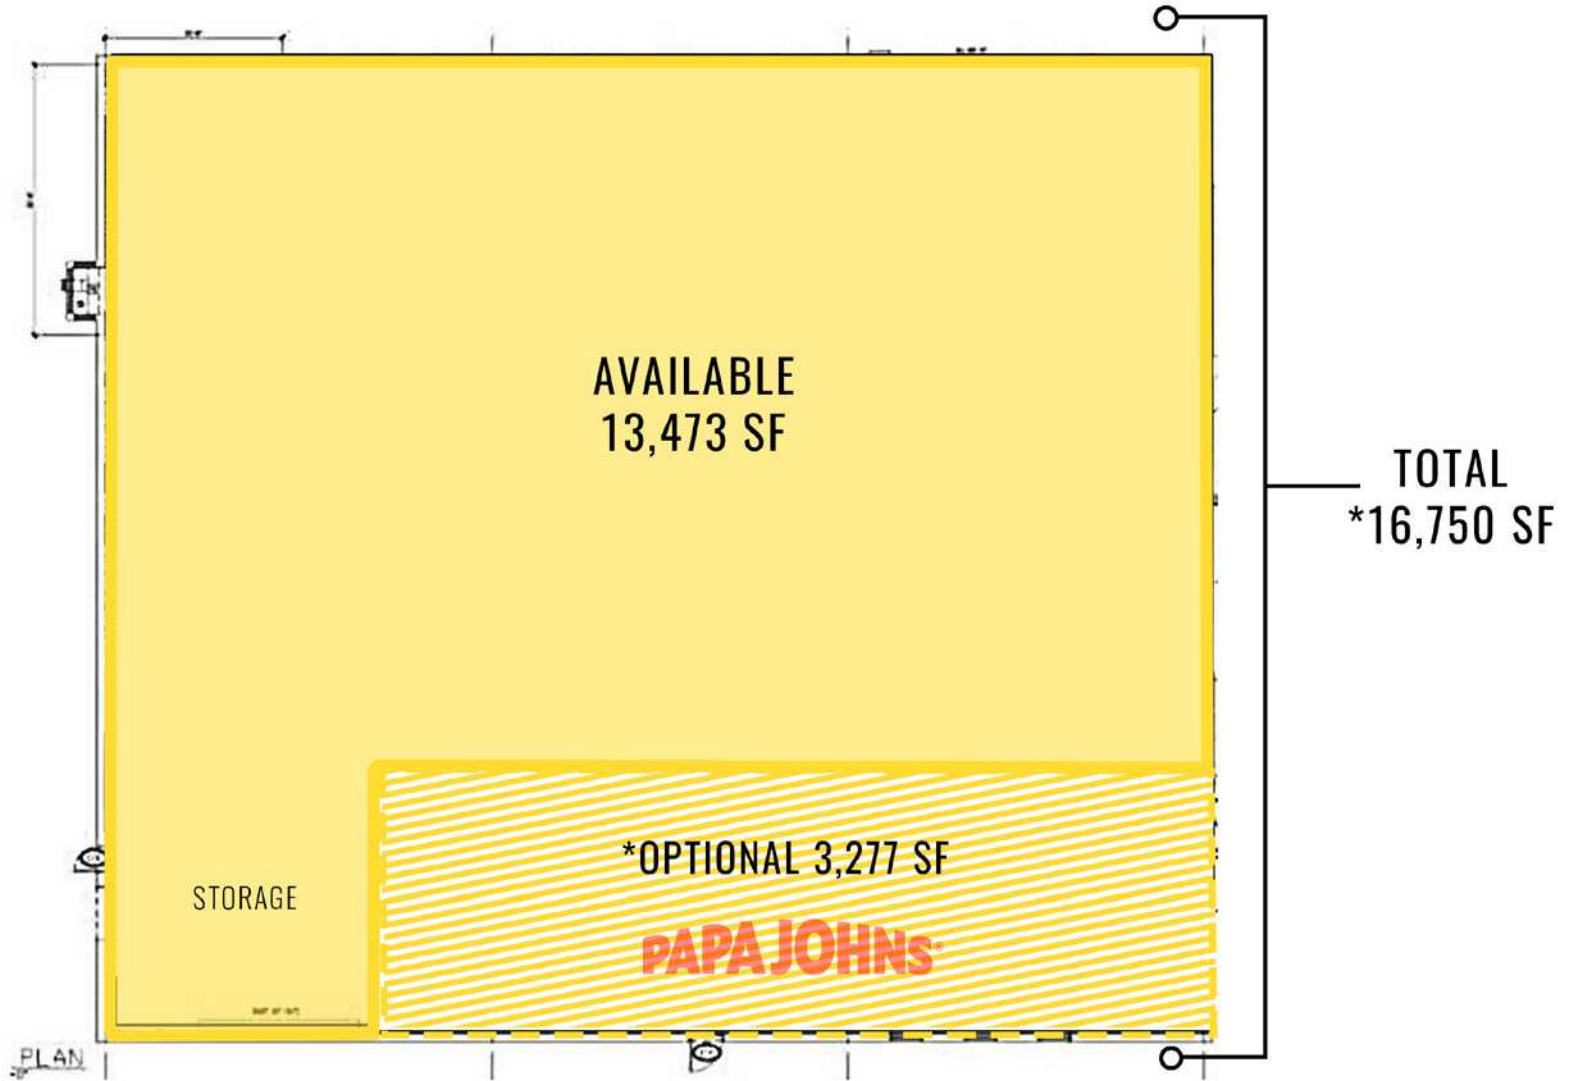 AVAILABLE
13,473 SF
TOTAL
*16,750 SF
*OPTIONAL 3,277 SF
STORAGE
PAPA JOHNS®
PLAN